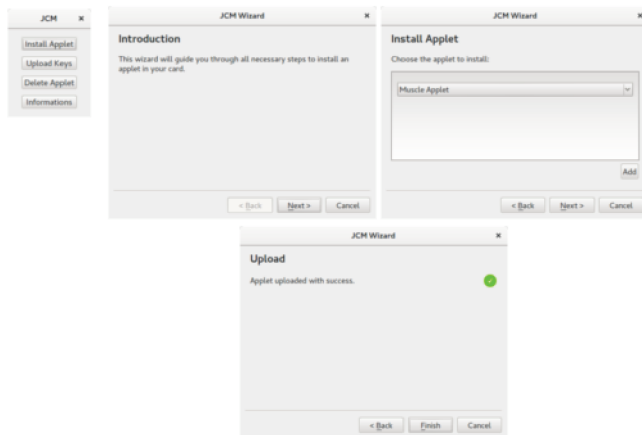 JCM ×
Install Applet
Upload Keys
Delete Applet
Informations
JCM Wizard ×
Introduction
This wizard will guide you through all necessary steps to install an
applet in your card.
< Back Next > Cancel
JCM Wizard ×
Install Applet
Choose the applet to install:
Muscle Applet
Add
< Back Next > Cancel
JCM Wizard ×
Upload
Applet uploaded with success.
< Back Finish Cancel